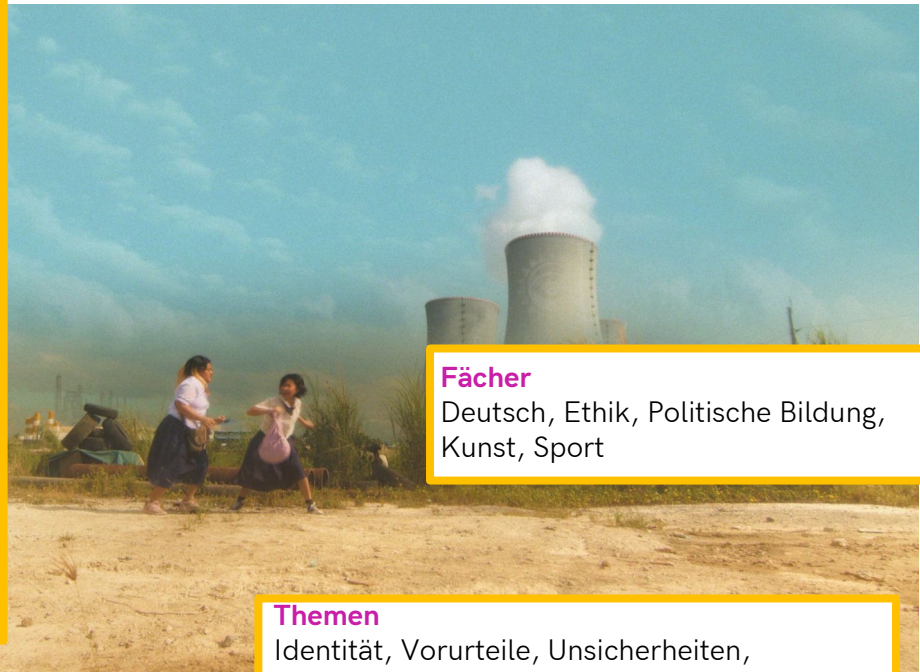 Fächer
Deutsch, Ethik, Politische Bildung,
Kunst, Sport
Themen
Identität, Vorurteile, Unsicherheiten,